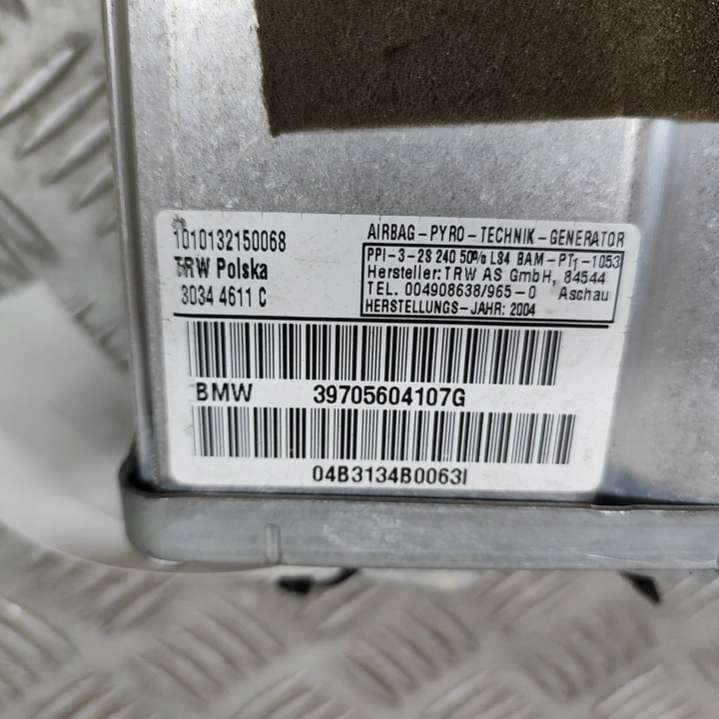 1010132150068
TRW Polska
3034 4611 C
AIRBAG-PYRO-TECHNIK-GENERATOR
PPI-3-2S 240 50% LS4 BAM-PT1-1053
Hersteller: TRW AS GmbH, 84544
TEL. 004908638/965-0 Aschau
HERSTELLUNGS-JAHR: 2004
BMW 39705604107G
04B3134B0063I